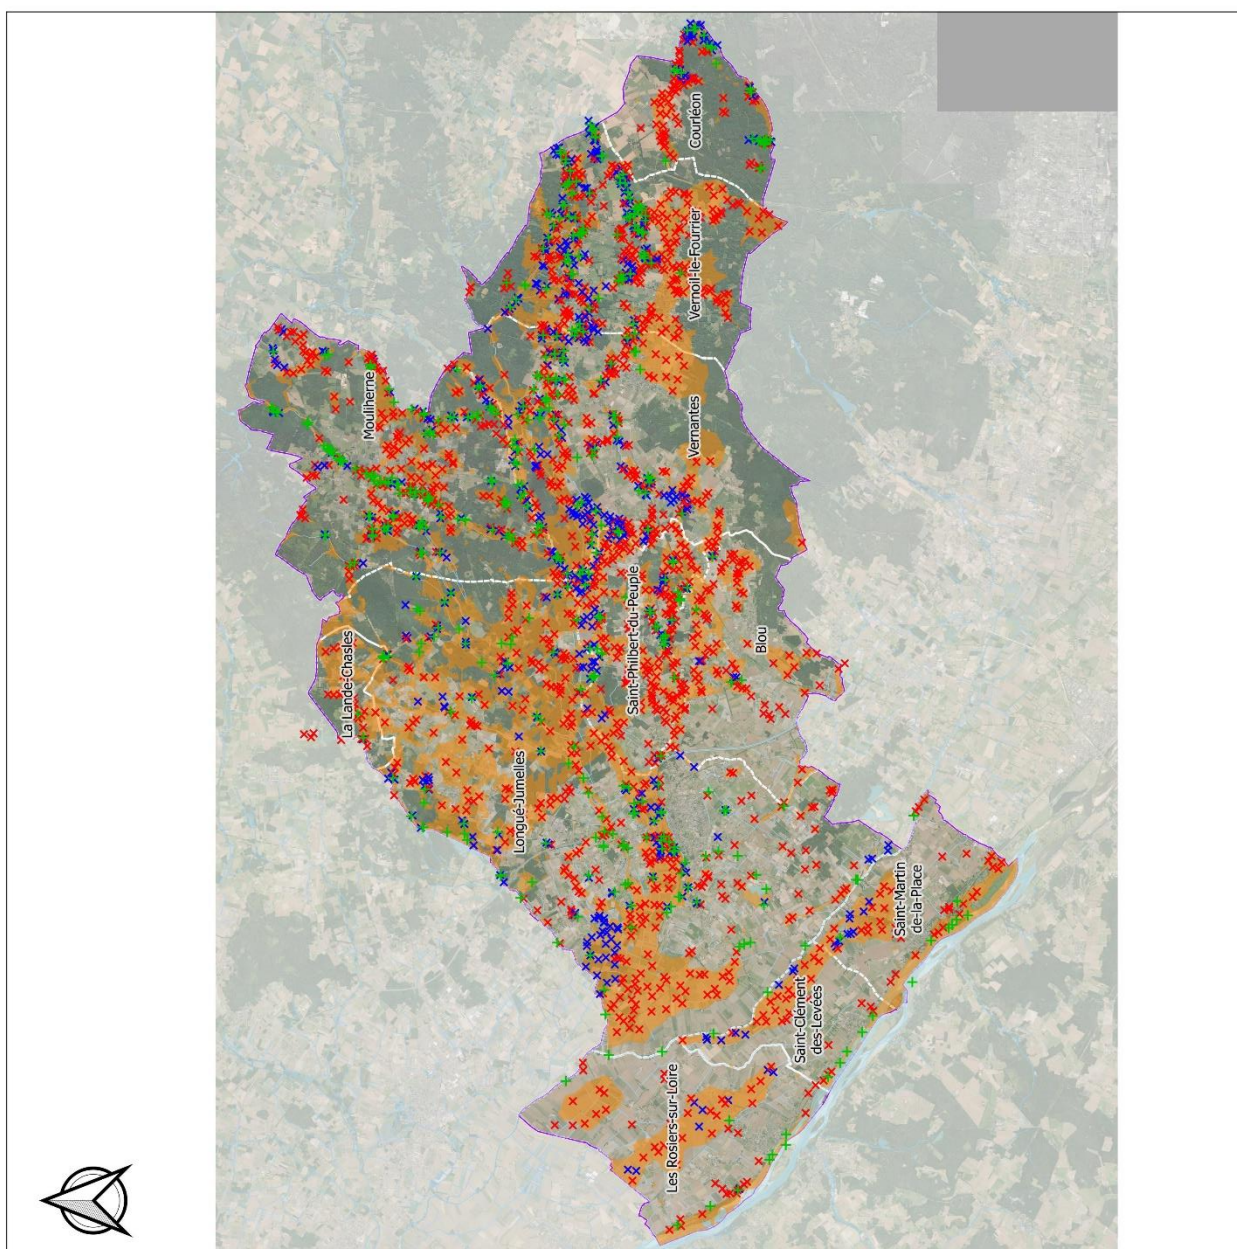 Courléon
Vernoil-le-Fourrier
Mouliherne
Vernantes
Saint-Philbert-du-Peuple
Blou
La Lande-Chasles
Longué-Jumelles
Saint-Martin
de-la-Place
Saint-Clément
des-Levées
Les Rosiers-sur-Loire